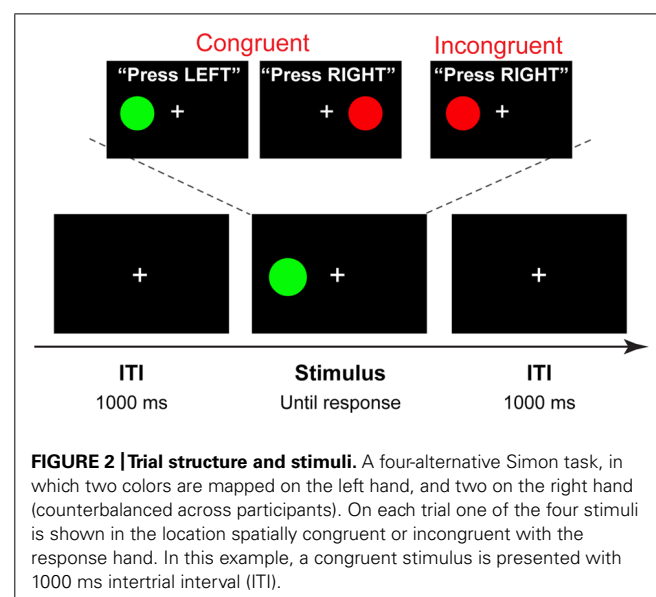 Congruent Incongruent
“Press LEFT” “Press RIGHT” “Press RIGHT”
ITI Stimulus ITI
1000 ms Until response 1000 ms
FIGURE 2 | Trial structure and stimuli. A four-alternative Simon task, in
which two colors are mapped on the left hand, and two on the right hand
(counterbalanced across participants). On each trial one of the four stimuli
is shown in the location spatially congruent or incongruent with the
response hand. In this example, a congruent stimulus is presented with
1000 ms intertrial interval (ITI).